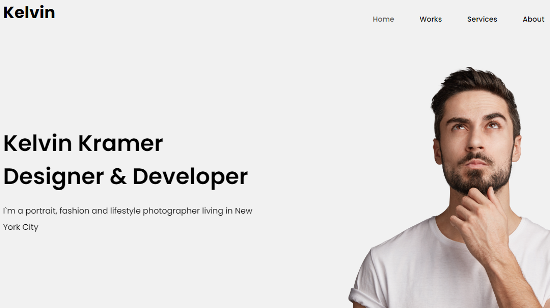 Kelvin
Home Works Services About
Kelvin Kramer
Designer & Developer
I'm a portrait, fashion and lifestyle photographer living in New
York City